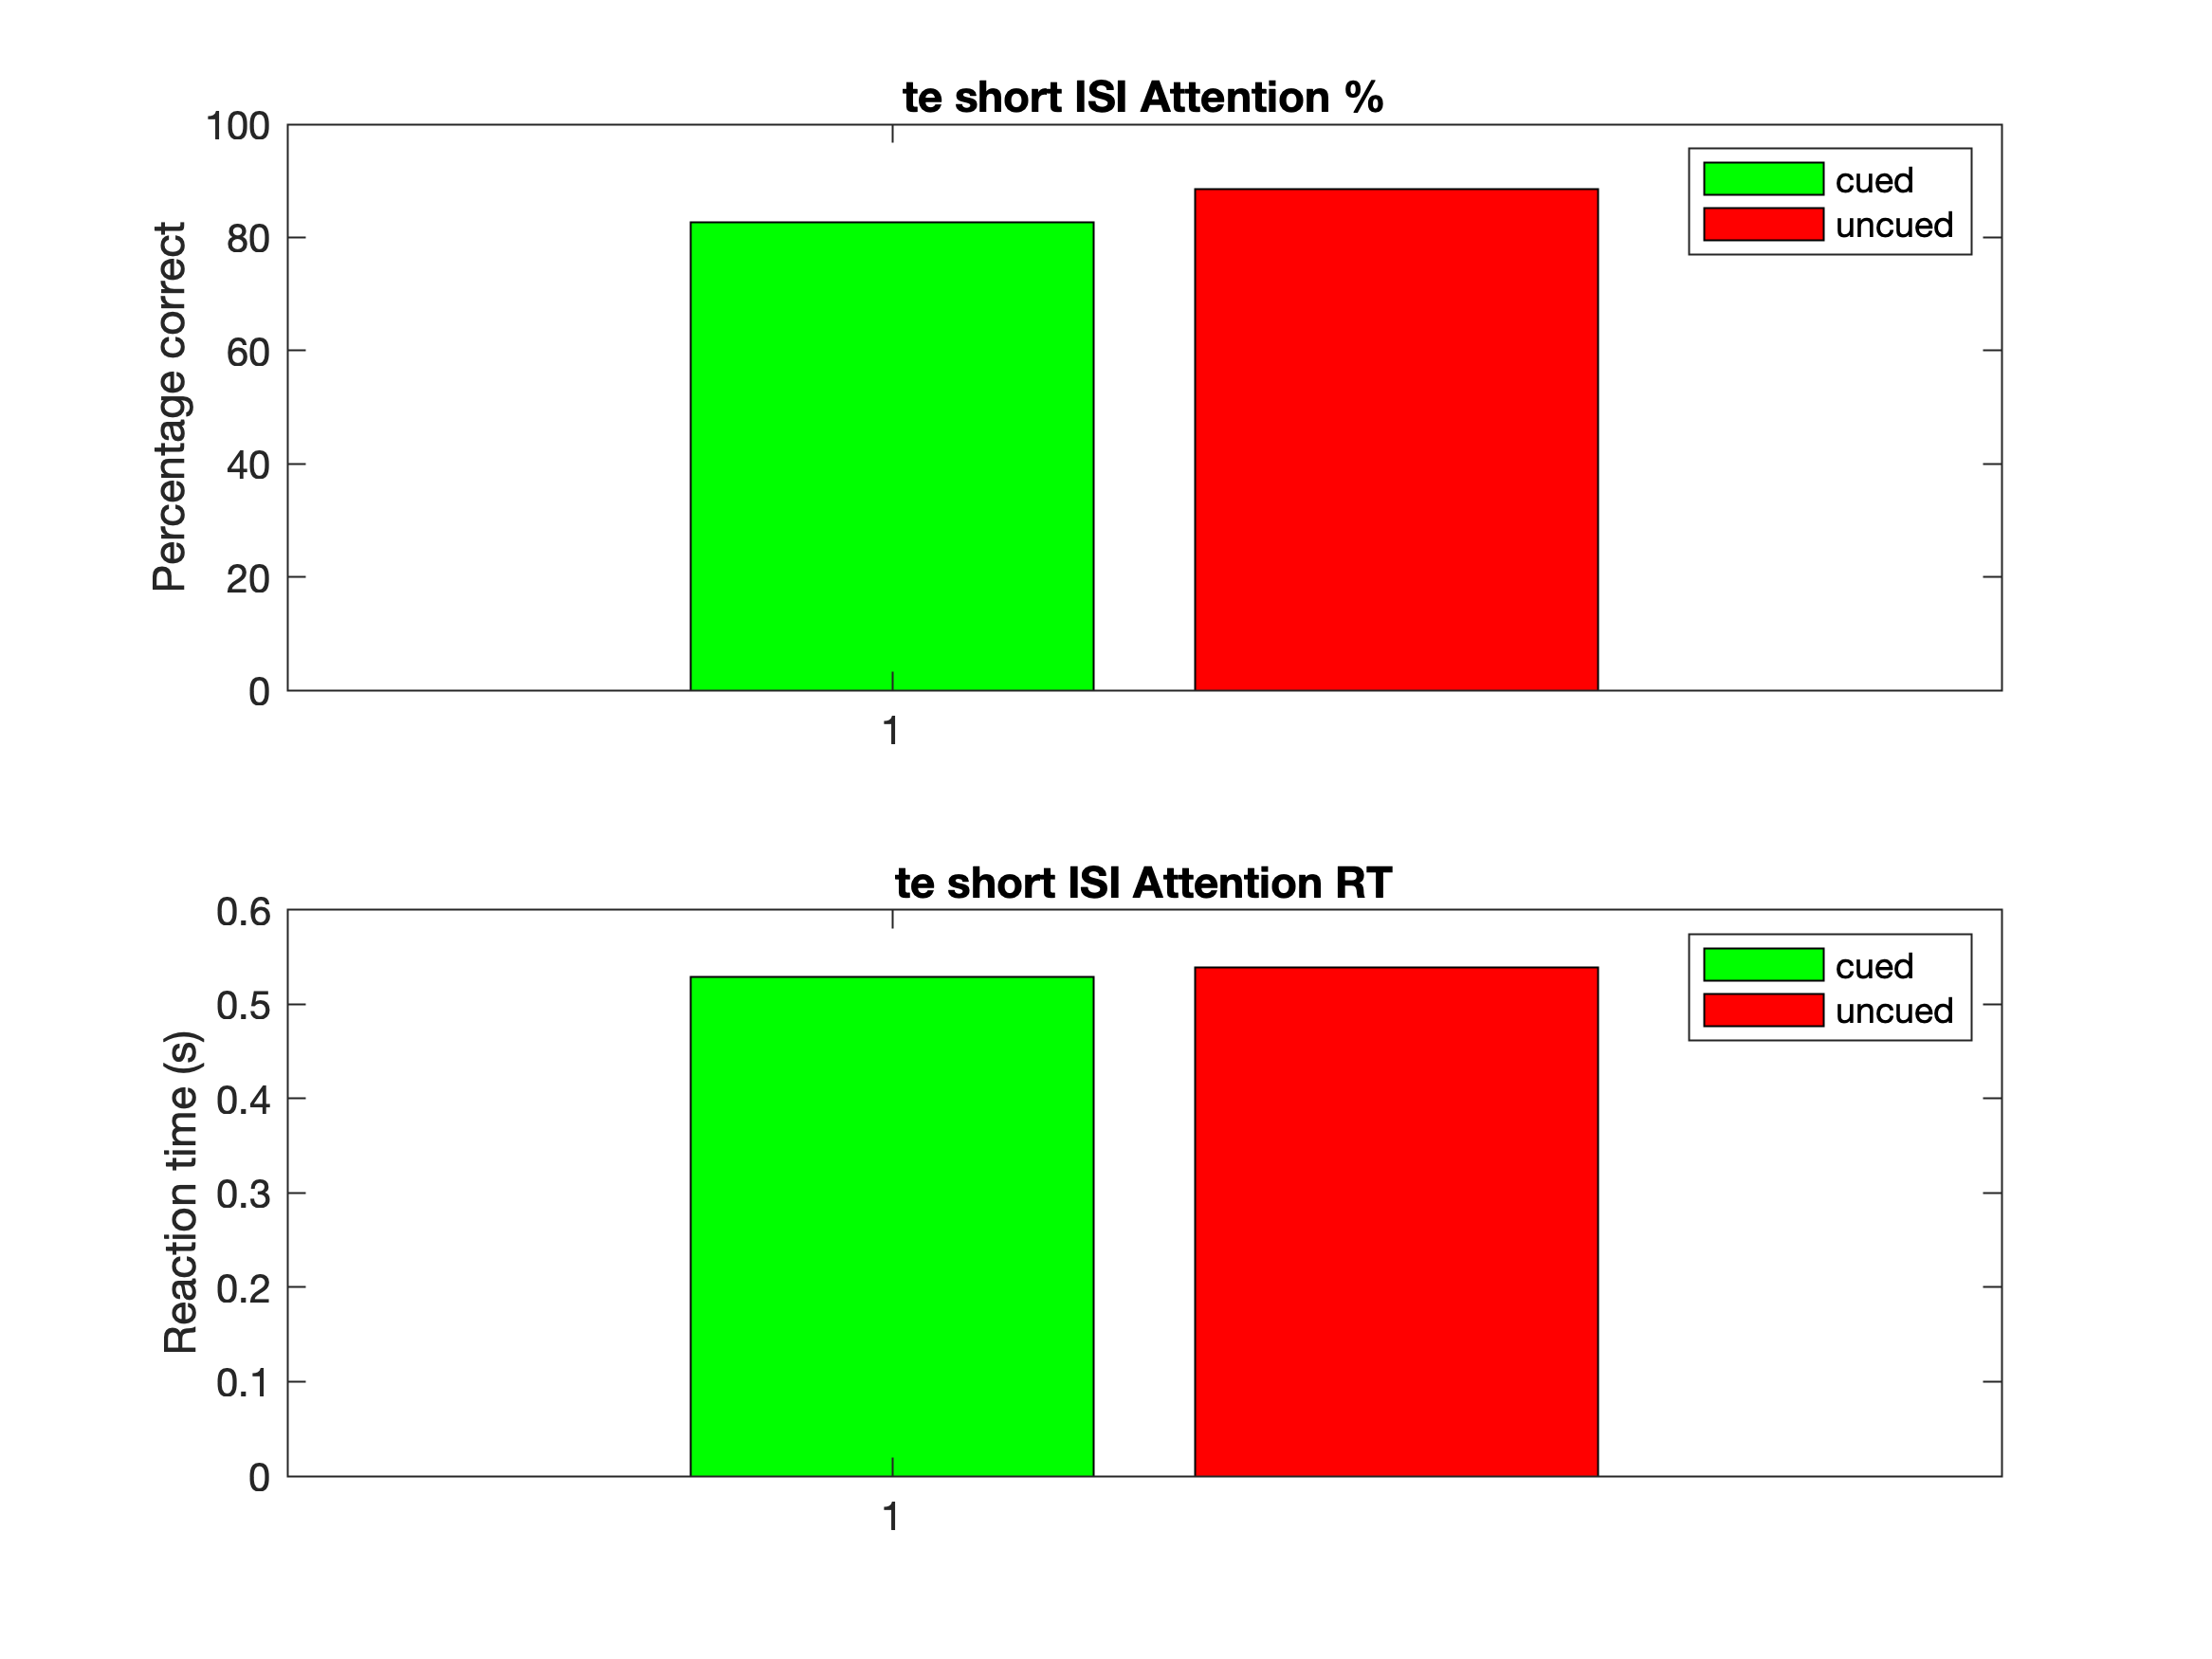 te short ISI Attention %
100
80
60
40
20
0
Percentage correct
cued
uncued
1
te short ISI Attention RT
0.6
0.5
0.4
0.3
0.2
0.1
0
Reaction time (s)
cued
uncued
1